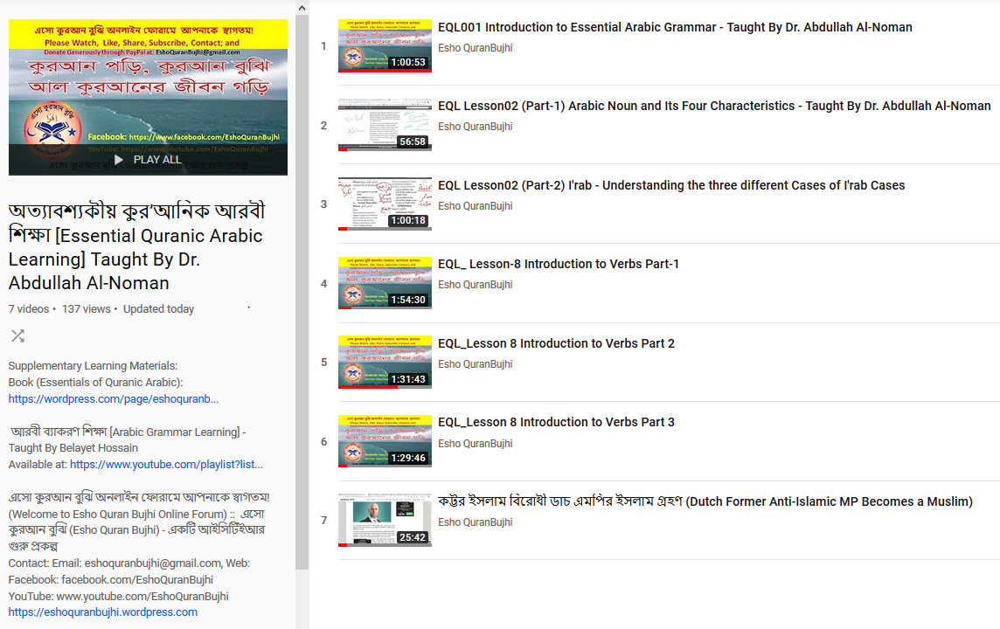 এসো কুরআন বুঝি অনলাইন ফোরামে আপনাকে স্বাগতম!
Please Watch, Like, Share, Subscribe, Contact; and
Donate Generously through PayPal at: EshoQuranBujhi@gmail.com
কুরআন পড়ি, কুরআন বুঝি
আল কুরআনের জীবন গড়ি
Facebook: https://www.facebook.com/EshoQuranBujhi
YouTube: https://www.youtube.com/EshoQuranBujhi
PLAY ALL
অত্যাবশ্যকীয় কুর’আনিক আরবী
শিক্ষা [Essential Quranic Arabic
Learning] Taught By Dr.
Abdullah Al-Noman
7 videos • 137 views • Updated today
Supplementary Learning Materials:
Book (Essentials of Quranic Arabic):
https://wordpress.com/page/eshoquranb...
আরবী ব্যাকরণ শিক্ষা [Arabic Grammar Learning] -
Taught By Belayet Hossain
Available at: https://www.youtube.com/playlist?list...
এসো কুরআন বুঝি অনলাইন ফোরামে আপনাকে স্বাগতম!
(Welcome to Esho Quran Bujhi Online Forum) :: এসো
কুরআন বুঝি (Esho Quran Bujhi) - একটি আইসিটিইআর
গুরু প্রকল্প
Contact: Email: eshoquranbujhi@gmail.com, Web:
Facebook: facebook.com/EshoQuranBujhi
YouTube: www.youtube.com/EshoQuranBujhi
https://eshoquranbujhi.wordpress.com
1
1:00:53
EQL001 Introduction to Essential Arabic Grammar - Taught By Dr. Abdullah Al-Noman
Esho QuranBujhi
2
56:58
EQL Lesson02 (Part-1) Arabic Noun and Its Four Characteristics - Taught By Dr. Abdullah Al-Noman
Esho QuranBujhi
3
1:00:18
EQL Lesson02 (Part-2) I'rab - Understanding the three different Cases of I'rab Cases
Esho QuranBujhi
4
1:54:30
EQL_ Lesson-8 Introduction to Verbs Part-1
Esho QuranBujhi
5
1:31:43
EQL_Lesson 8 Introduction to Verbs Part 2
Esho QuranBujhi
6
1:29:46
EQL_Lesson 8 Introduction to Verbs Part 3
Esho QuranBujhi
7
25:42
কট্টর ইসলাম বিরোধী ডাচ এমপির ইসলাম গ্রহণ (Dutch Former Anti-Islamic MP Becomes a Muslim)
Esho QuranBujhi